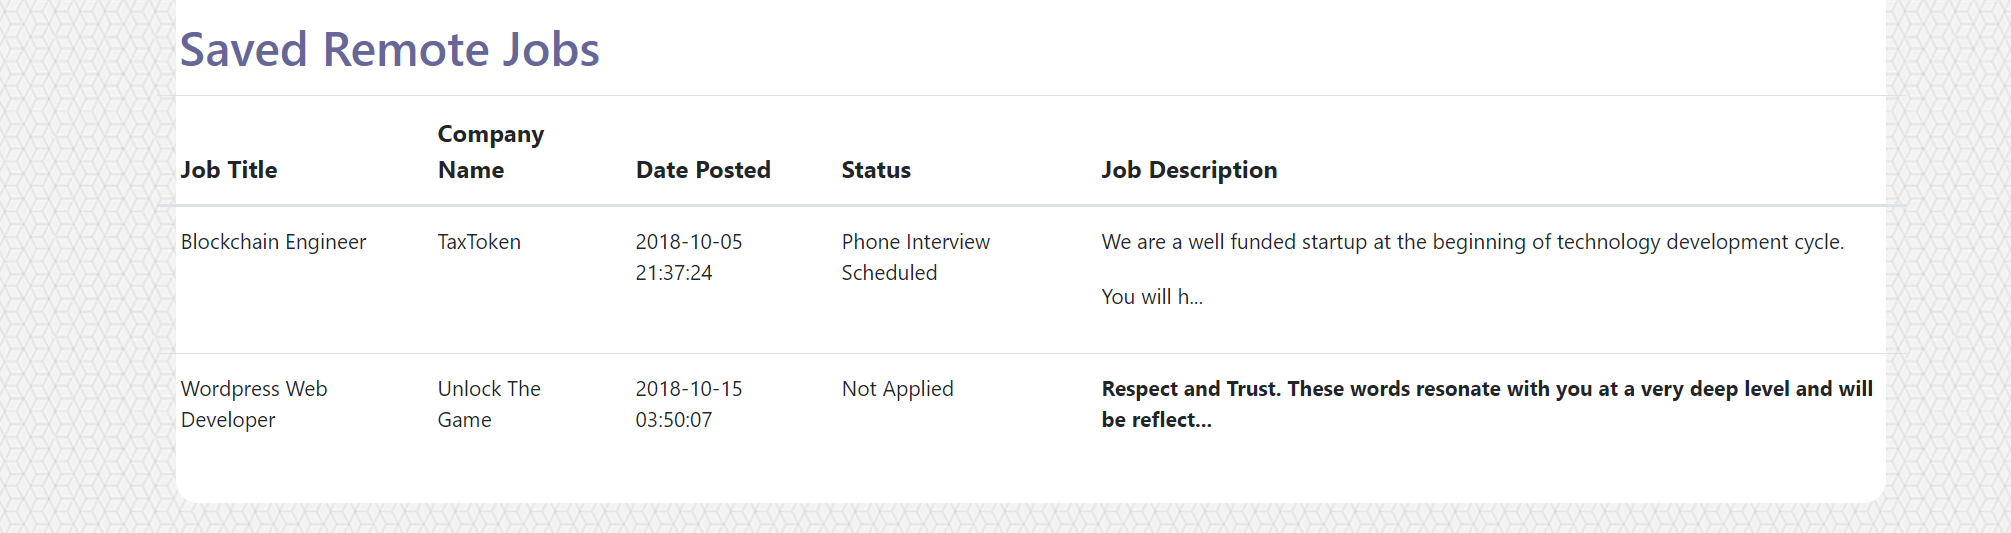 Saved Remote Jobs
Job Title
Company
Name
Date Posted
Status
Job Description
Blockchain Engineer
TaxToken
2018-10-05
21:37:24
Phone Interview
Scheduled
We are a well funded startup at the beginning of technology development cycle.
You will h...
Wordpress Web
Developer
Unlock The
Game
2018-10-15
03:50:07
Not Applied
Respect and Trust. These words resonate with you at a very deep level and will
be reflect...